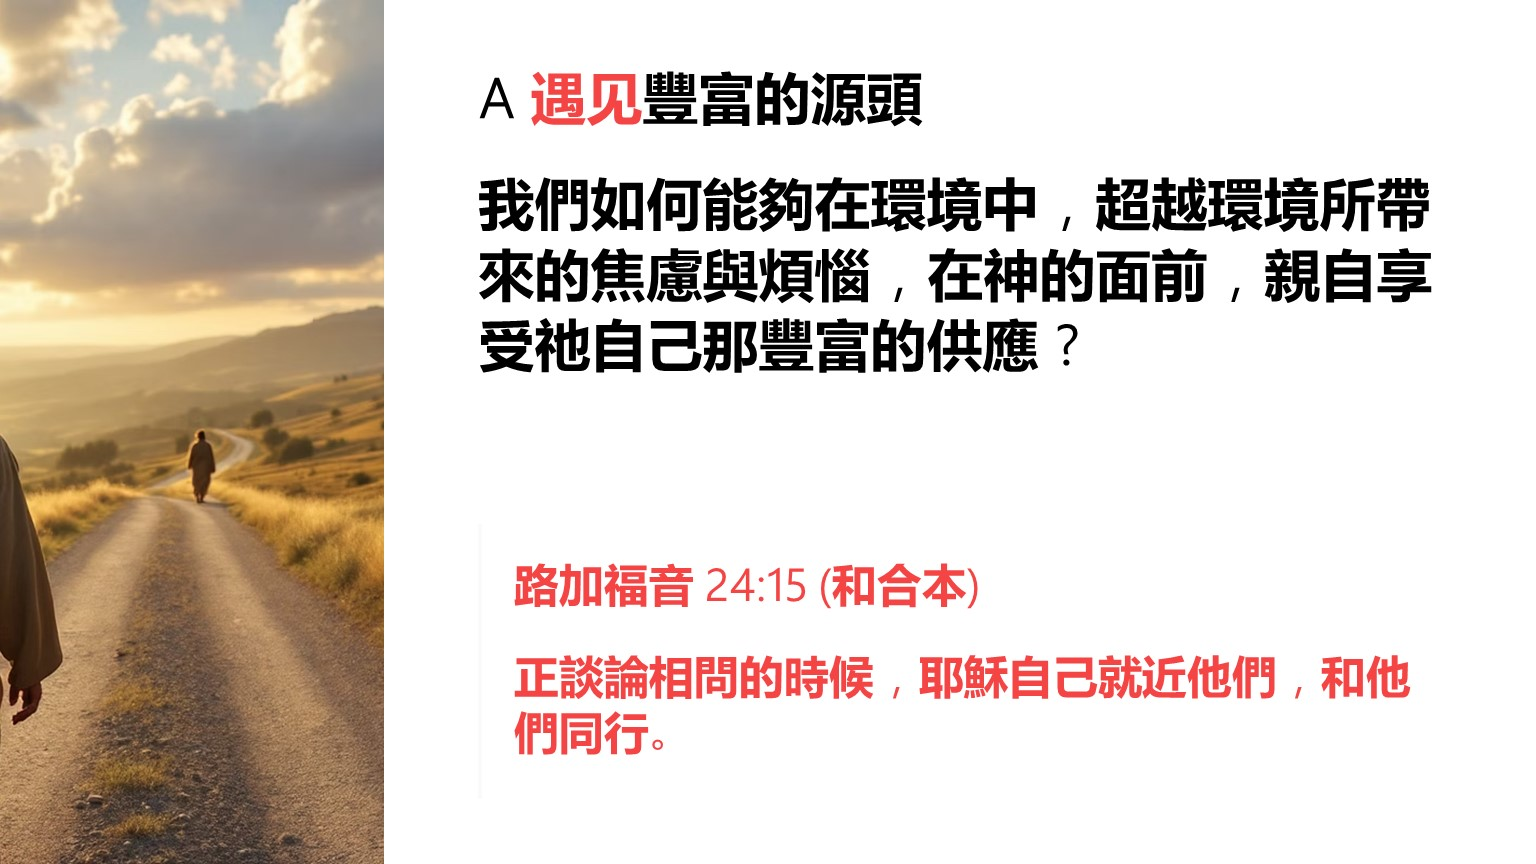 A 遇见豐富的源頭
我們如何能夠在環境中，超越環境所帶
來的焦慮與煩惱，在神的面前，親自享
受祂自己那豐富的供應？
路加福音 24:15 (和合本)
正談論相問的時候，耶穌自己就近他們，和他
們同行。